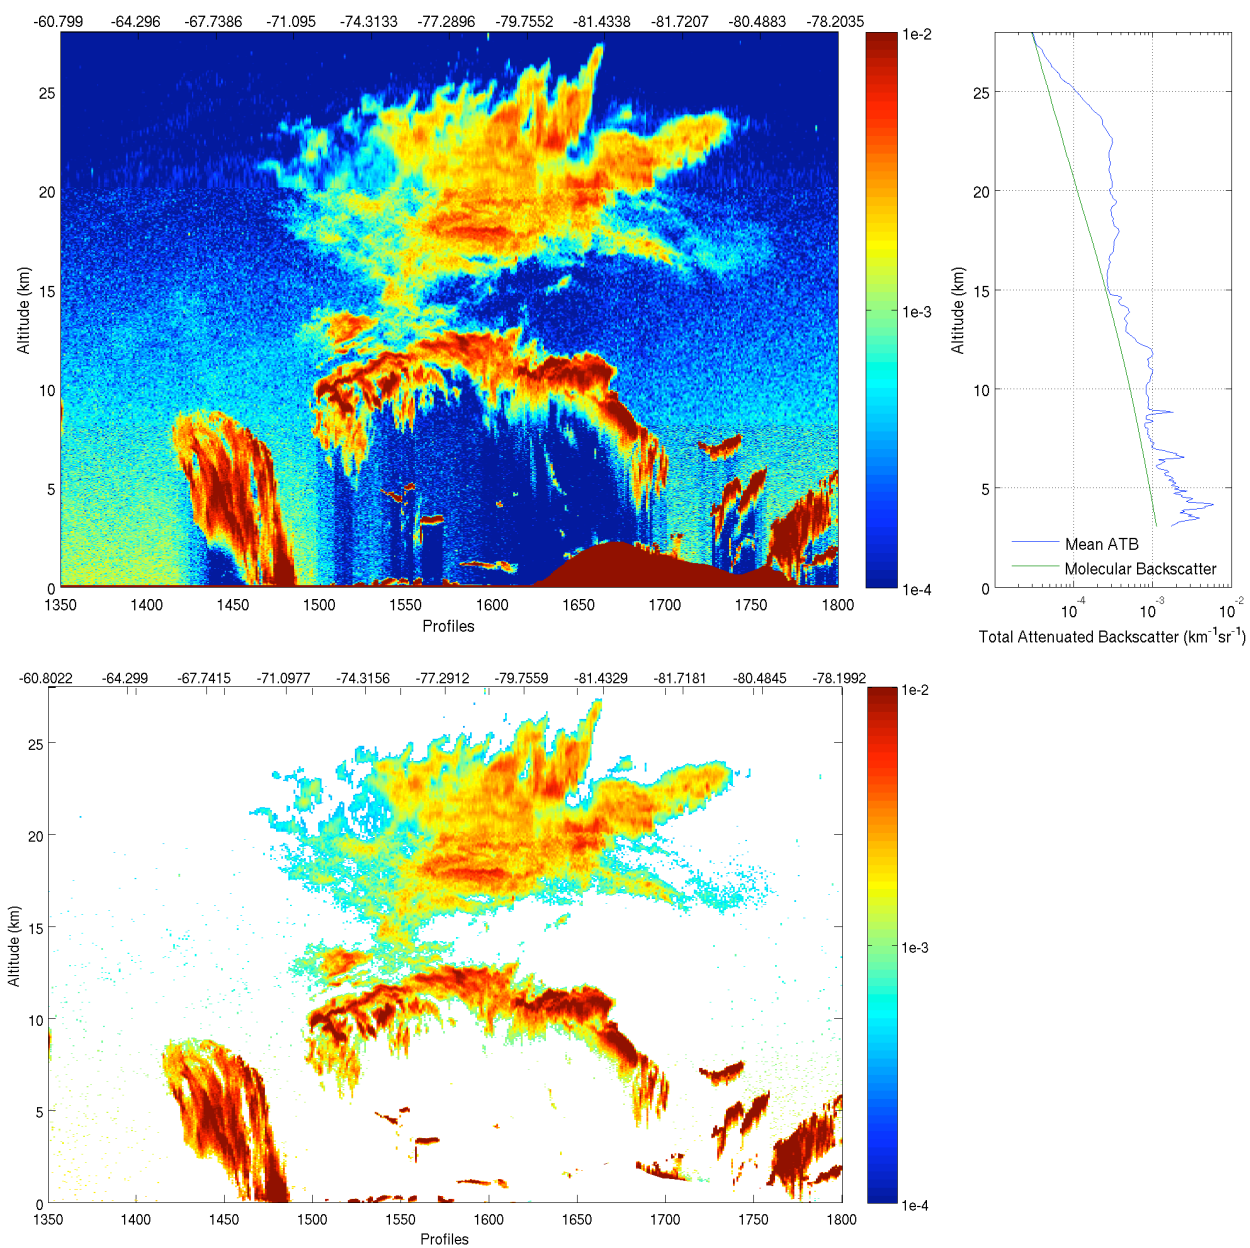 -60.799 -64.296 -67.7386 -71.095 -74.3133 -77.2896 -79.7552 -81.4338 -81.7207 -80.4883 -78.2035
25
20
15
10
5
0
Altitude (km)
1350 1400 1450 1500 1550 1600 1650 1700 1750 1800
Profiles
1e-2
1e-3
1e-4
25
20
15
10
5
0
Altitude (km)
Mean ATB
Molecular Backscatter
10⁻⁴ 10⁻³ 10⁻²
Total Attenuated Backscatter (km⁻¹sr⁻¹)
-60.8022 -64.299 -67.7415 -71.0977 -74.3156 -77.2912 -79.7559 -81.4329 -81.7181 -80.4845 -78.1992
25
20
15
10
5
0
Altitude (km)
1350 1400 1450 1500 1550 1600 1650 1700 1750 1800
Profiles
1e-2
1e-3
1e-4